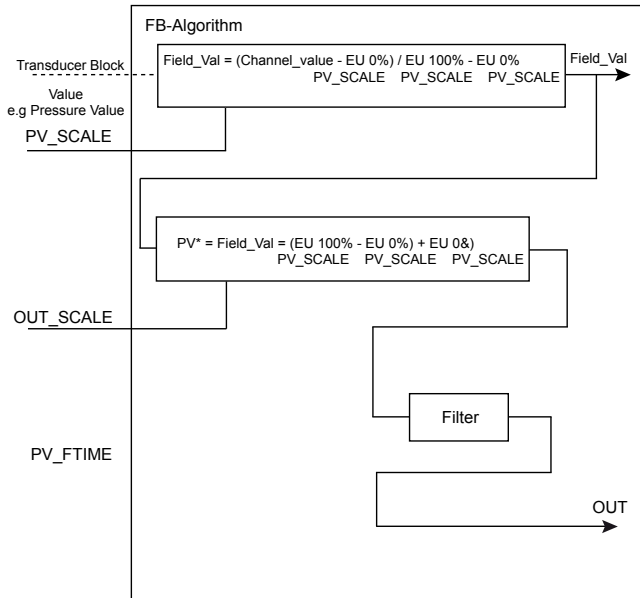 FB-Algorithm
Transducer Block
Field_Val = (Channel_value - EU 0%) / EU 100% - EU 0%
PV_SCALE PV_SCALE PV_SCALE
Field_Val
Value
e.g Pressure Value
PV_SCALE
PV* = Field_Val = (EU 100% - EU 0%) + EU 0&)
PV_SCALE PV_SCALE PV_SCALE
OUT_SCALE
Filter
PV_FTIME
OUT